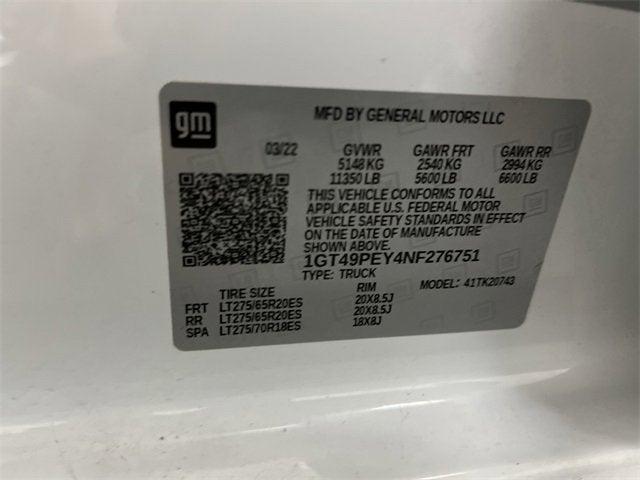 gm
MFD BY GENERAL MOTORS LLC
03/22 GVWR GAWR FRT GAWR RR
5148 KG 2540 KG 2994 KG
11350 LB 5600 LB 6600 LB
THIS VEHICLE CONFORMS TO ALL
APPLICABLE U.S. FEDERAL MOTOR
VEHICLE SAFETY STANDARDS IN EFFECT
ON THE DATE OF MANUFACTURE
SHOWN ABOVE.
1GT49PEY4NF276751
TYPE: TRUCK MODEL: 41TK20743
TIRE SIZE RIM
FRT LT275/65R20ES 20X8.5J
RR LT275/65R20ES 20X8.5J
SPA LT275/70R18ES 18X8J